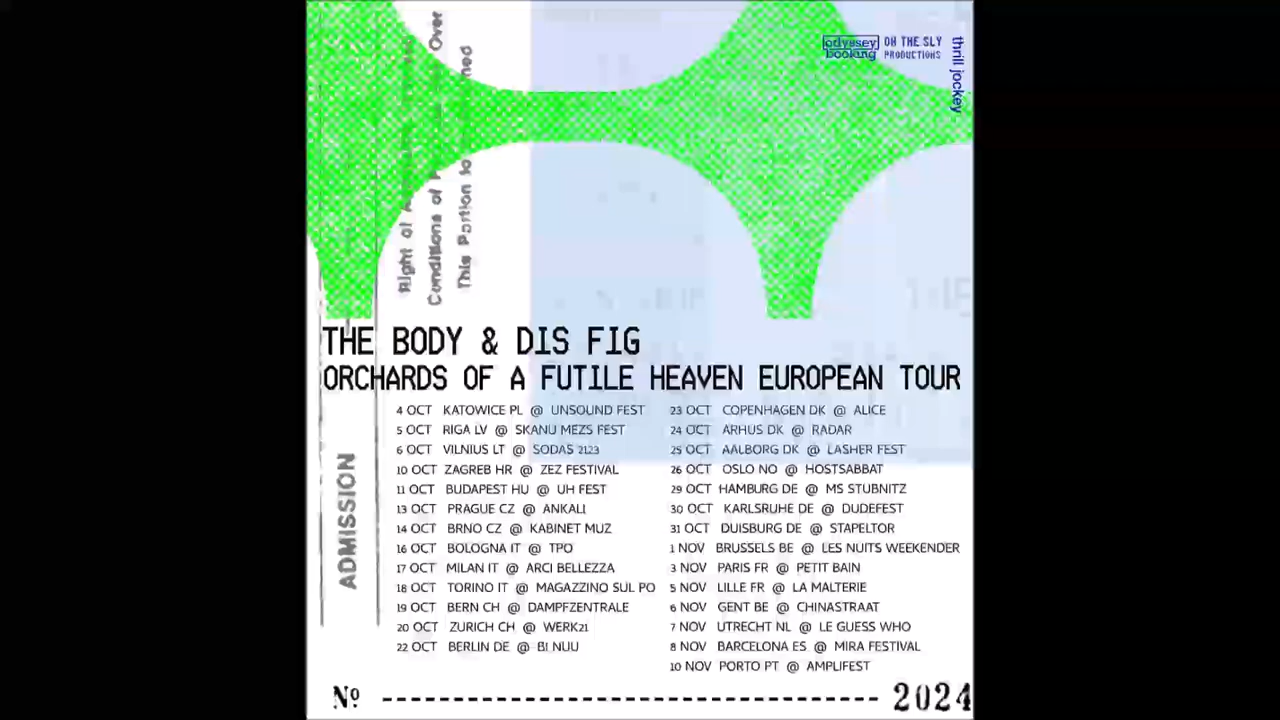 odyssey booking
ON THE SLY PRODUCTIONS
thrill jockey
Right of
Conditions of Over
This Portion to
THE BODY & DIS FIG
ORCHARDS OF A FUTILE HEAVEN EUROPEAN TOUR
ADMISSION
4 OCT KATOWICE PL @ UNSOUND FEST
5 OCT RIGA LV @ SKANU MEZS FEST
6 OCT VILNIUS LT @ SODAS 2123
10 OCT ZAGREB HR @ ZEZ FESTIVAL
11 OCT BUDAPEST HU @ UH FEST
13 OCT PRAGUE CZ @ ANKALI
14 OCT BRNO CZ @ KABINET MUZ
16 OCT BOLOGNA IT @ TPO
17 OCT MILAN IT @ ARCI BELLEZZA
18 OCT TORINO IT @ MAGAZZINO SUL PO
19 OCT BERN CH @ DAMPFZENTRALE
20 OCT ZURICH CH @ WERK21
22 OCT BERLIN DE @ BI NUU
23 OCT COPENHAGEN DK @ ALICE
24 OCT ARHUS DK @ RADAR
25 OCT AALBORG DK @ LASHER FEST
26 OCT OSLO NO @ HOSTSABBAT
29 OCT HAMBURG DE @ MS STUBNITZ
30 OCT KARLSRUHE DE @ DUDEFEST
31 OCT DUISBURG DE @ STAPELTOR
1 NOV BRUSSELS BE @ LES NUITS WEEKENDER
3 NOV PARIS FR @ PETIT BAIN
5 NOV LILLE FR @ LA MALTERIE
6 NOV GENT BE @ CHINASTRAAT
7 NOV UTRECHT NL @ LE GUESS WHO
8 NOV BARCELONA ES @ MIRA FESTIVAL
10 NOV PORTO PT @ AMPLIFEST
Nº 2024